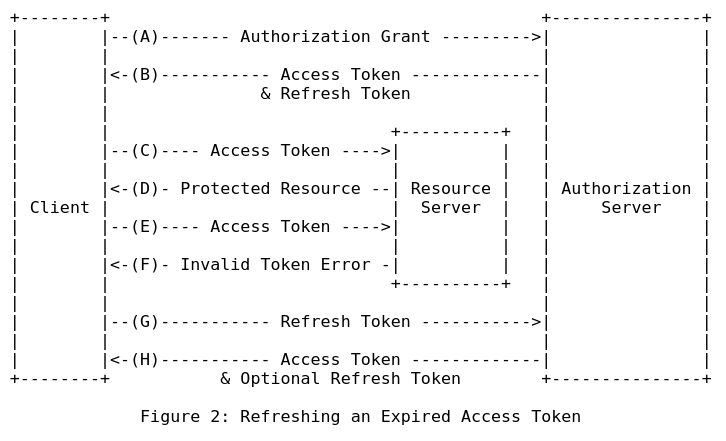 +--------+                                           +---------------+
|        |--(A)------- Authorization Grant --------->|               |
|        |                                           |               |
|        |<-(B)----------- Access Token -------------|               |
|        |               & Refresh Token             |               |
|        |                                           |               |
|        |                            +----------+   |               |
|        |--(C)---- Access Token ---->|          |   |               |
|        |                            |          |   |               |
|        |<-(D)- Protected Resource --| Resource |   | Authorization |
| Client |                            |  Server  |   |     Server    |
|        |--(E)---- Access Token ---->|          |   |               |
|        |                            |          |   |               |
|        |<-(F)- Invalid Token Error -|          |   |               |
|        |                            +----------+   |               |
|        |                                           |               |
|        |--(G)----------- Refresh Token ----------->|               |
|        |                                           |               |
|        |<-(H)----------- Access Token -------------|               |
+--------+           & Optional Refresh Token        +---------------+

             Figure 2: Refreshing an Expired Access Token